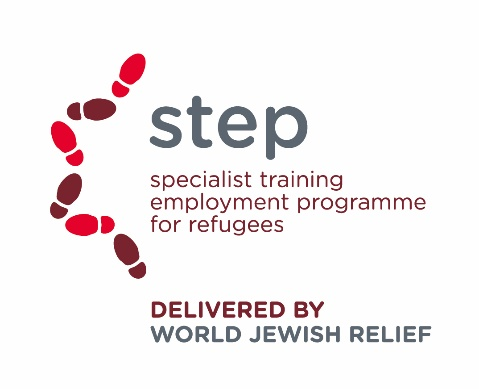 step
specialist training
employment programme
for refugees
DELIVERED BY
WORLD JEWISH RELIEF